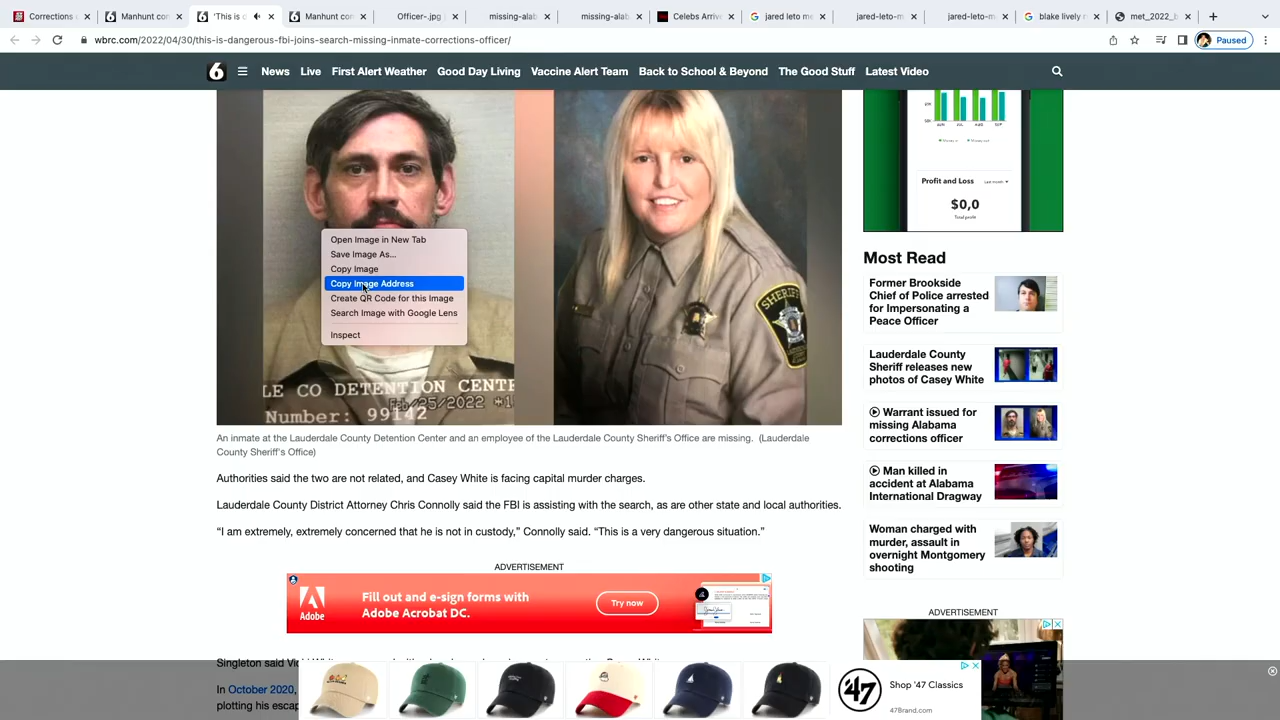 Corrections
Manhunt con
'This is
Manhunt con
Officer-.jpg
missing-alab
missing-alab
Celebs Arrive
jared leto me
jared-leto-m
jared-leto-m
blake lively r
met_2022_b
wbrc.com/2022/04/30/this-is-dangerous-fbi-joins-search-missing-inmate-corrections-officer/
Paused
6
News
Live
First Alert Weather
Good Day Living
Vaccine Alert Team
Back to School & Beyond
The Good Stuff
Latest Video
Open Image in New Tab
Save Image As...
Copy Image
Copy Image Address
Create QR Code for this Image
Search Image with Google Lens
Inspect
SHERIFF
LE CO DETENTION CENTE
Feb/25/2022
Number: 99142
An inmate at the Lauderdale County Detention Center and an employee of the Lauderdale County Sheriff's Office are missing. (Lauderdale
County Sheriff's Office)
Authorities said the two are not related, and Casey White is facing capital murder charges.
Lauderdale County District Attorney Chris Connolly said the FBI is assisting with the search, as are other state and local authorities.
“I am extremely, extremely concerned that he is not in custody,” Connolly said. “This is a very dangerous situation.”
ADVERTISEMENT
Adobe
Fill out and e-sign forms with
Adobe Acrobat DC.
Try now
Singleton said
In October 2020,
plotting his escap
Profit and Loss
Last month
$0,0
Total profit
Most Read
Former Brookside
Chief of Police arrested
for Impersonating a
Peace Officer
Lauderdale County
Sheriff releases new
photos of Casey White
Warrant issued for
missing Alabama
corrections officer
Man killed in
accident at Alabama
International Dragway
Woman charged with
murder, assault in
overnight Montgomery
shooting
ADVERTISEMENT
47
Shop '47 Classics
47Brand.com